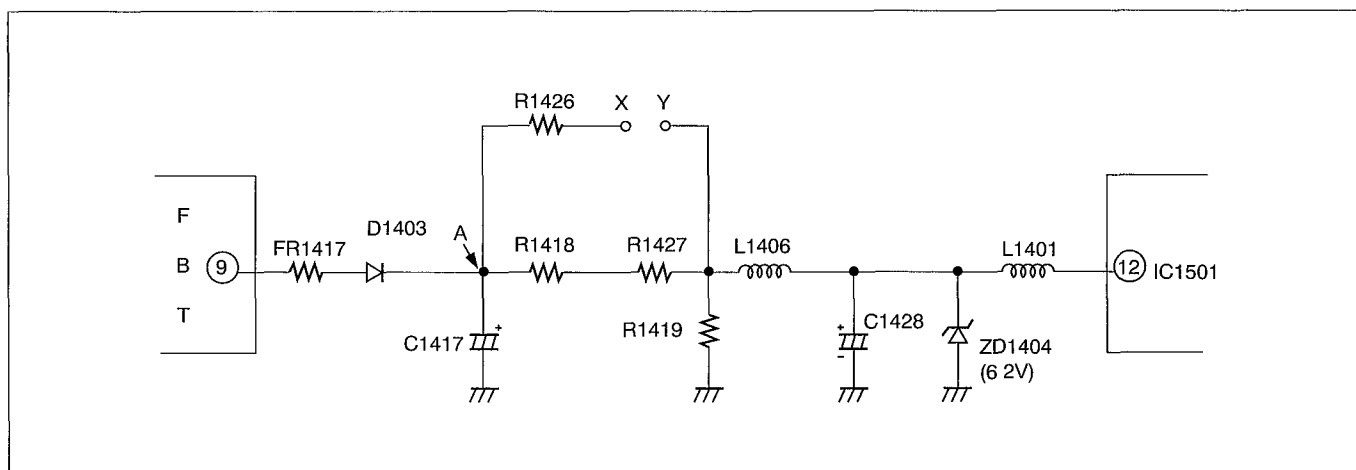 R1426
X
Y
F
B
T
9
FR1417
D1403
A
R1418
R1427
L1406
L1401
12
IC1501
C1417
+
R1419
+
C1428
−
ZD1404
(6 2V)